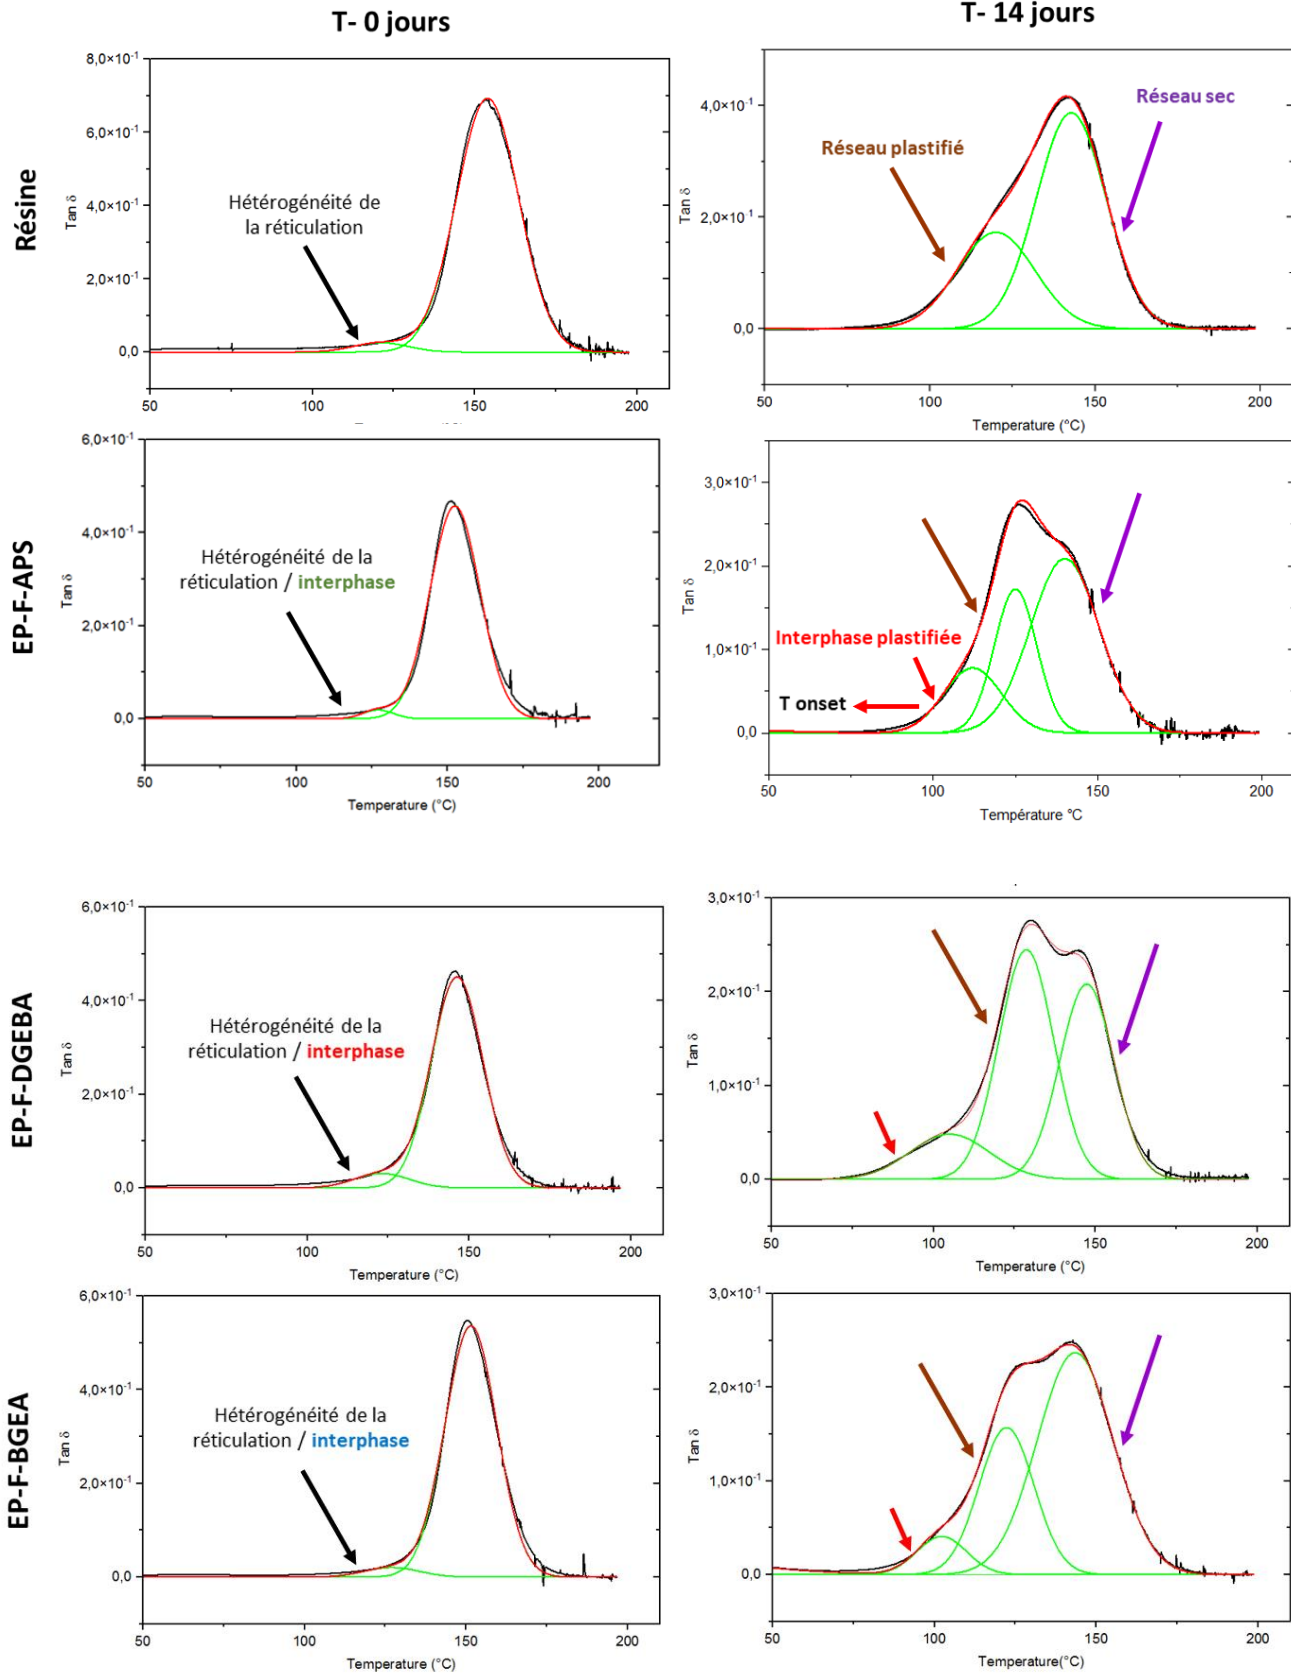 T- 0 jours
T- 14 jours
Résine
8,0×10⁻¹
6,0×10⁻¹
4,0×10⁻¹
2,0×10⁻¹
0,0
Tan δ
Hétérogénéité de
la réticulation
50
100
150
200
4,0×10⁻¹
2,0×10⁻¹
0,0
Tan δ
Réseau plastifié
Réseau sec
50
100
150
200
Temperature (°C)
EP-F-APS
6,0×10⁻¹
4,0×10⁻¹
2,0×10⁻¹
0,0
Tan δ
Hétérogénéité de la
réticulation / interphase
50
100
150
200
Temperature (°C)
3,0×10⁻¹
2,0×10⁻¹
1,0×10⁻¹
0,0
Tan δ
Interphase plastifiée
T onset
50
100
150
200
Température °C
EP-F-DGEBA
6,0×10⁻¹
4,0×10⁻¹
2,0×10⁻¹
0,0
Tan δ
Hétérogénéité de la
réticulation / interphase
50
100
150
200
Temperature (°C)
3,0×10⁻¹
2,0×10⁻¹
1,0×10⁻¹
0,0
Tan δ
50
100
150
200
Temperature (°C)
EP-F-BGEA
6,0×10⁻¹
4,0×10⁻¹
2,0×10⁻¹
0,0
Tan δ
Hétérogénéité de la
réticulation / interphase
50
100
150
200
Temperature (°C)
3,0×10⁻¹
2,0×10⁻¹
1,0×10⁻¹
0,0
Tan δ
50
100
150
200
Temperature(°C)